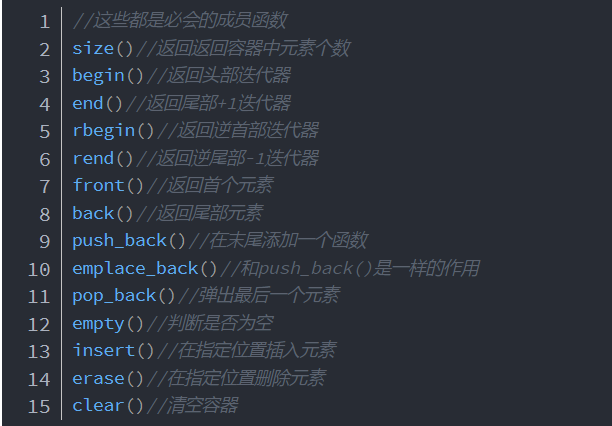 1 //这些都是必会的成员函数
2 size()//返回返回容器中元素个数
3 begin()//返回头部迭代器
4 end()//返回尾部+1迭代器
5 rbegin()//返回逆首部迭代器
6 rend()//返回逆尾部-1迭代器
7 front()//返回首个元素
8 back()//返回尾部元素
9 push_back()//在末尾添加一个函数
10 emplace_back()//和push_back()是一样的作用
11 pop_back()//弹出最后一个元素
12 empty()//判断是否为空
13 insert()//在指定位置插入元素
14 erase()//在指定位置删除元素
15 clear()//清空容器